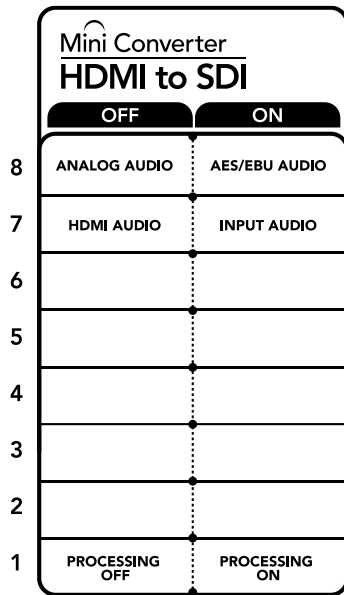 Mini Converter
HDMI to SDI
OFF ON
8 ANALOG AUDIO AES/EBU AUDIO
7 HDMI AUDIO INPUT AUDIO
6
5
4
3
2
1 PROCESSING OFF PROCESSING ON